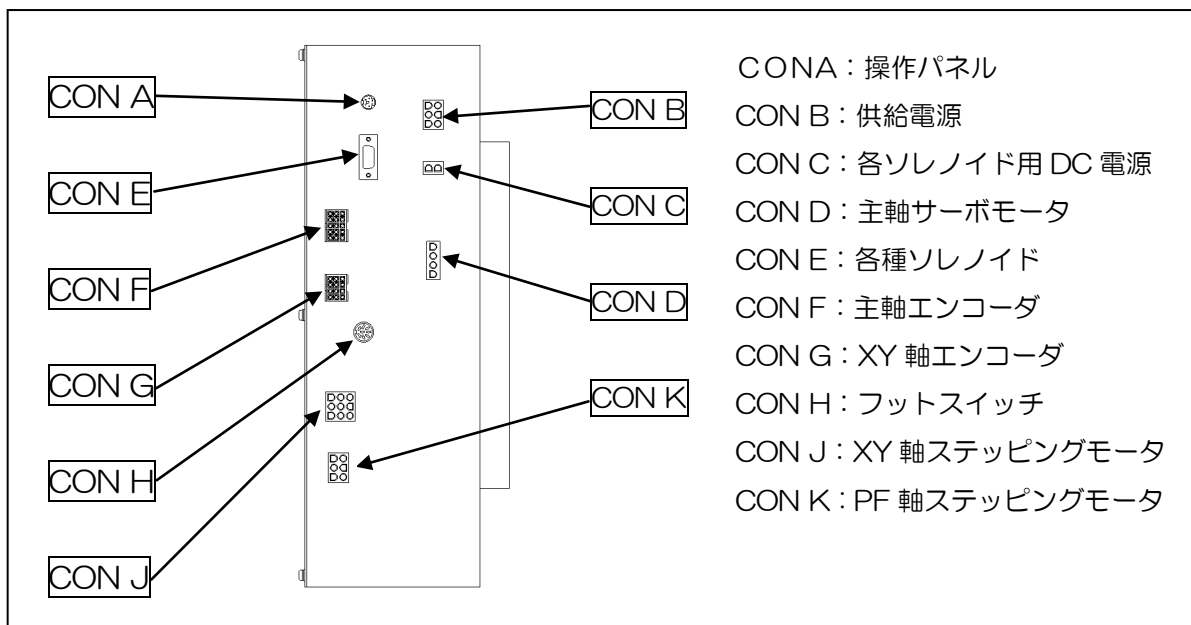 CON A
CON E
CON F
CON G
CON H
CON J
CON B
CON C
CON D
CON K
CONA：操作パネル
CON B：供給電源
CON C：各ソレノイド用 DC 電源
CON D：主軸サーボモータ
CON E：各種ソレノイド
CON F：主軸エンコーダ
CON G：XY 軸エンコーダ
CON H：フットスイッチ
CON J：XY 軸ステッピングモータ
CON K：PF 軸ステッピングモータ